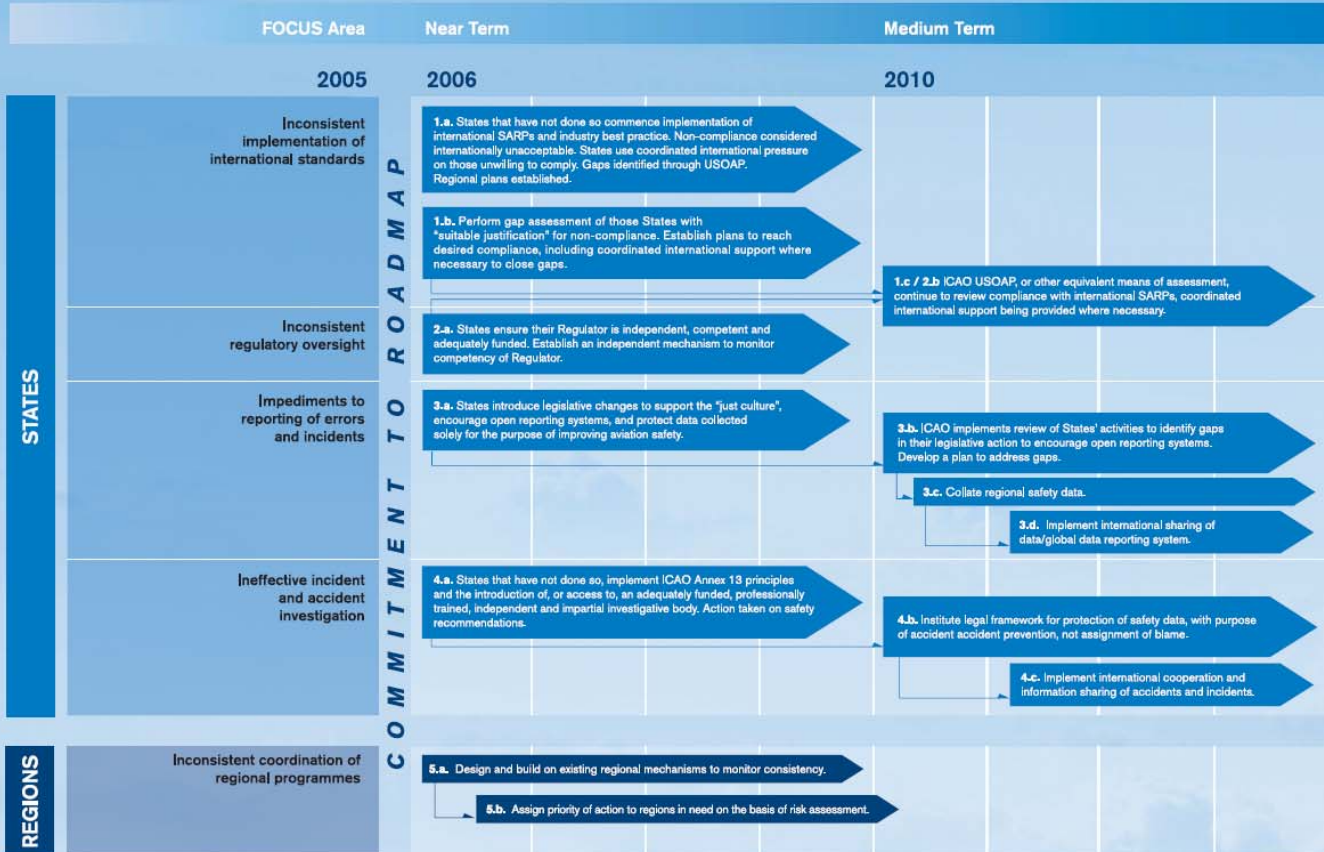 FOCUS Area
Near Term
Medium Term
2005
2006
2010
STATES
COMMITMENT TO ROADMAP
Inconsistent
implementation of
international standards
1.a. States that have not done so commence implementation of
international SARPs and industry best practice. Non-compliance considered
internationally unacceptable. States use coordinated international pressure
on those unwilling to comply. Gaps identified through USOAP.
Regional plans established.
1.b. Perform gap assessment of those States with
"suitable justification" for non-compliance. Establish plans to reach
desired compliance, including coordinated international support where
necessary to close gaps.
1.c / 2.b ICAO USOAP, or other equivalent means of assessment,
continue to review compliance with international SARPs, coordinated
international support being provided where necessary.
Inconsistent
regulatory oversight
2.a. States ensure their Regulator is independent, competent and
adequately funded. Establish an independent mechanism to monitor
competency of Regulator.
Impediments to
reporting of errors
and incidents
3.a. States introduce legislative changes to support the "just culture",
encourage open reporting systems, and protect data collected
solely for the purpose of improving aviation safety.
3.b. ICAO implements review of States' activities to identify gaps
in their legislative action to encourage open reporting systems.
Develop a plan to address gaps.
3.c. Collate regional safety data.
3.d. Implement international sharing of
data/global data reporting system.
Ineffective incident
and accident
investigation
4.a. States that have not done so, implement ICAO Annex 13 principles
and the introduction of, or access to, an adequately funded, professionally
trained, independent and impartial investigative body. Action taken on safety
recommendations.
4.b. Institute legal framework for protection of safety data, with purpose
of accident accident prevention, not assignment of blame.
4.c. Implement international cooperation and
information sharing of accidents and incidents.
REGIONS
Inconsistent coordination of
regional programmes
5.a. Design and build on existing regional mechanisms to monitor consistency.
5.b. Assign priority of action to regions in need on the basis of risk assessment.